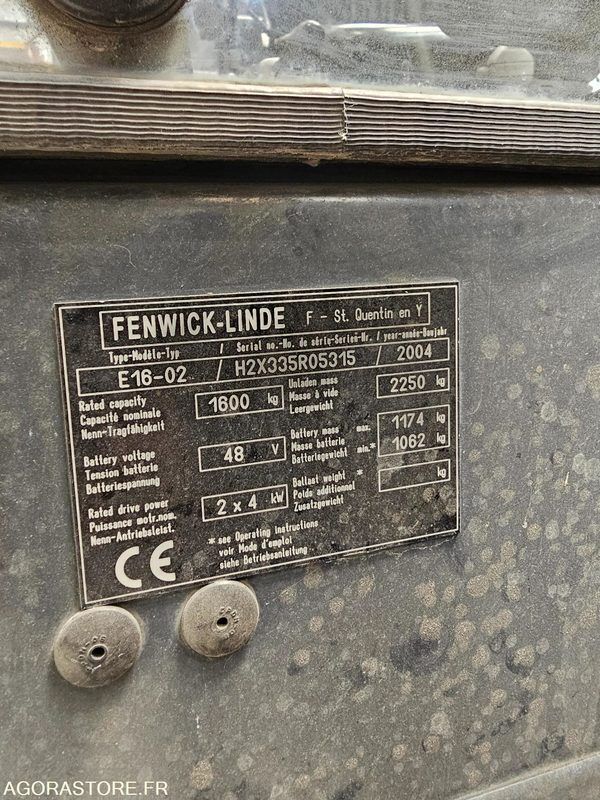 FENWICK-LINDE F - St. Quentin en Y
Type-Modèle-Typ / Serial no.-No. de série-Serien-Nr. / year-année-Baujahr
E16-02 / H2X335R05315 / 2004
Rated capacity
Capacité nominale
Nenn-Tragfähigkeit
1600 kg
Unladen mass
Masse à vide
Leergewicht
2250 kg
Battery voltage
Tension batterie
Batteriespannung
48 V
Battery mass max.
Masse batterie
Batteriegewicht min.*
1174 kg
1062 kg
Rated drive power
Puissance motr.nom.
Nenn-Antriebsleist.
2 x 4 kW
Ballast weight *
Poids additionnel
Zusatzgewicht
kg
* see Operating instructions
voir Mode d'emploi
siehe Betriebsanleitung
CE
AGORASTORE.FR